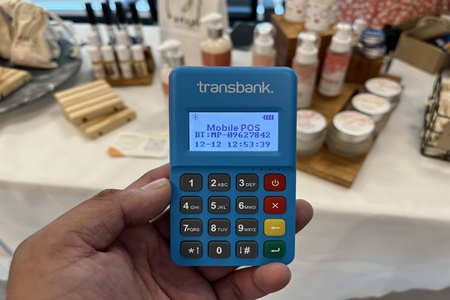 transbank.
Mobile POS
BT:MP-09627842
12-12 12:53:39
1 2ABC 3DEF
4GHI 5JKL 6MNO
7PQRS 8TUV 9WXYZ
*↑ 0 ↓#